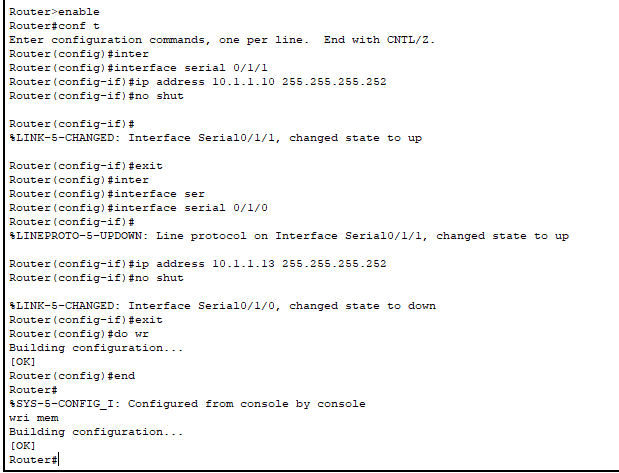 Router>enable
Router#conf t
Enter configuration commands, one per line.  End with CNTL/Z.
Router(config)#inter
Router(config)#interface serial 0/1/1
Router(config-if)#ip address 10.1.1.10 255.255.255.252
Router(config-if)#no shut
Router(config-if)#
%LINK-5-CHANGED: Interface Serial0/1/1, changed state to up
Router(config-if)#exit
Router(config)#inter
Router(config)#interface ser
Router(config)#interface serial 0/1/0
Router(config-if)#
%LINEPROTO-5-UPDOWN: Line protocol on Interface Serial0/1/1, changed state to up
Router(config-if)#ip address 10.1.1.13 255.255.255.252
Router(config-if)#no shut
%LINK-5-CHANGED: Interface Serial0/1/0, changed state to down
Router(config-if)#exit
Router(config)#do wr
Building configuration...
[OK]
Router(config)#end
Router#
%SYS-5-CONFIG_I: Configured from console by console
wri mem
Building configuration...
[OK]
Router#